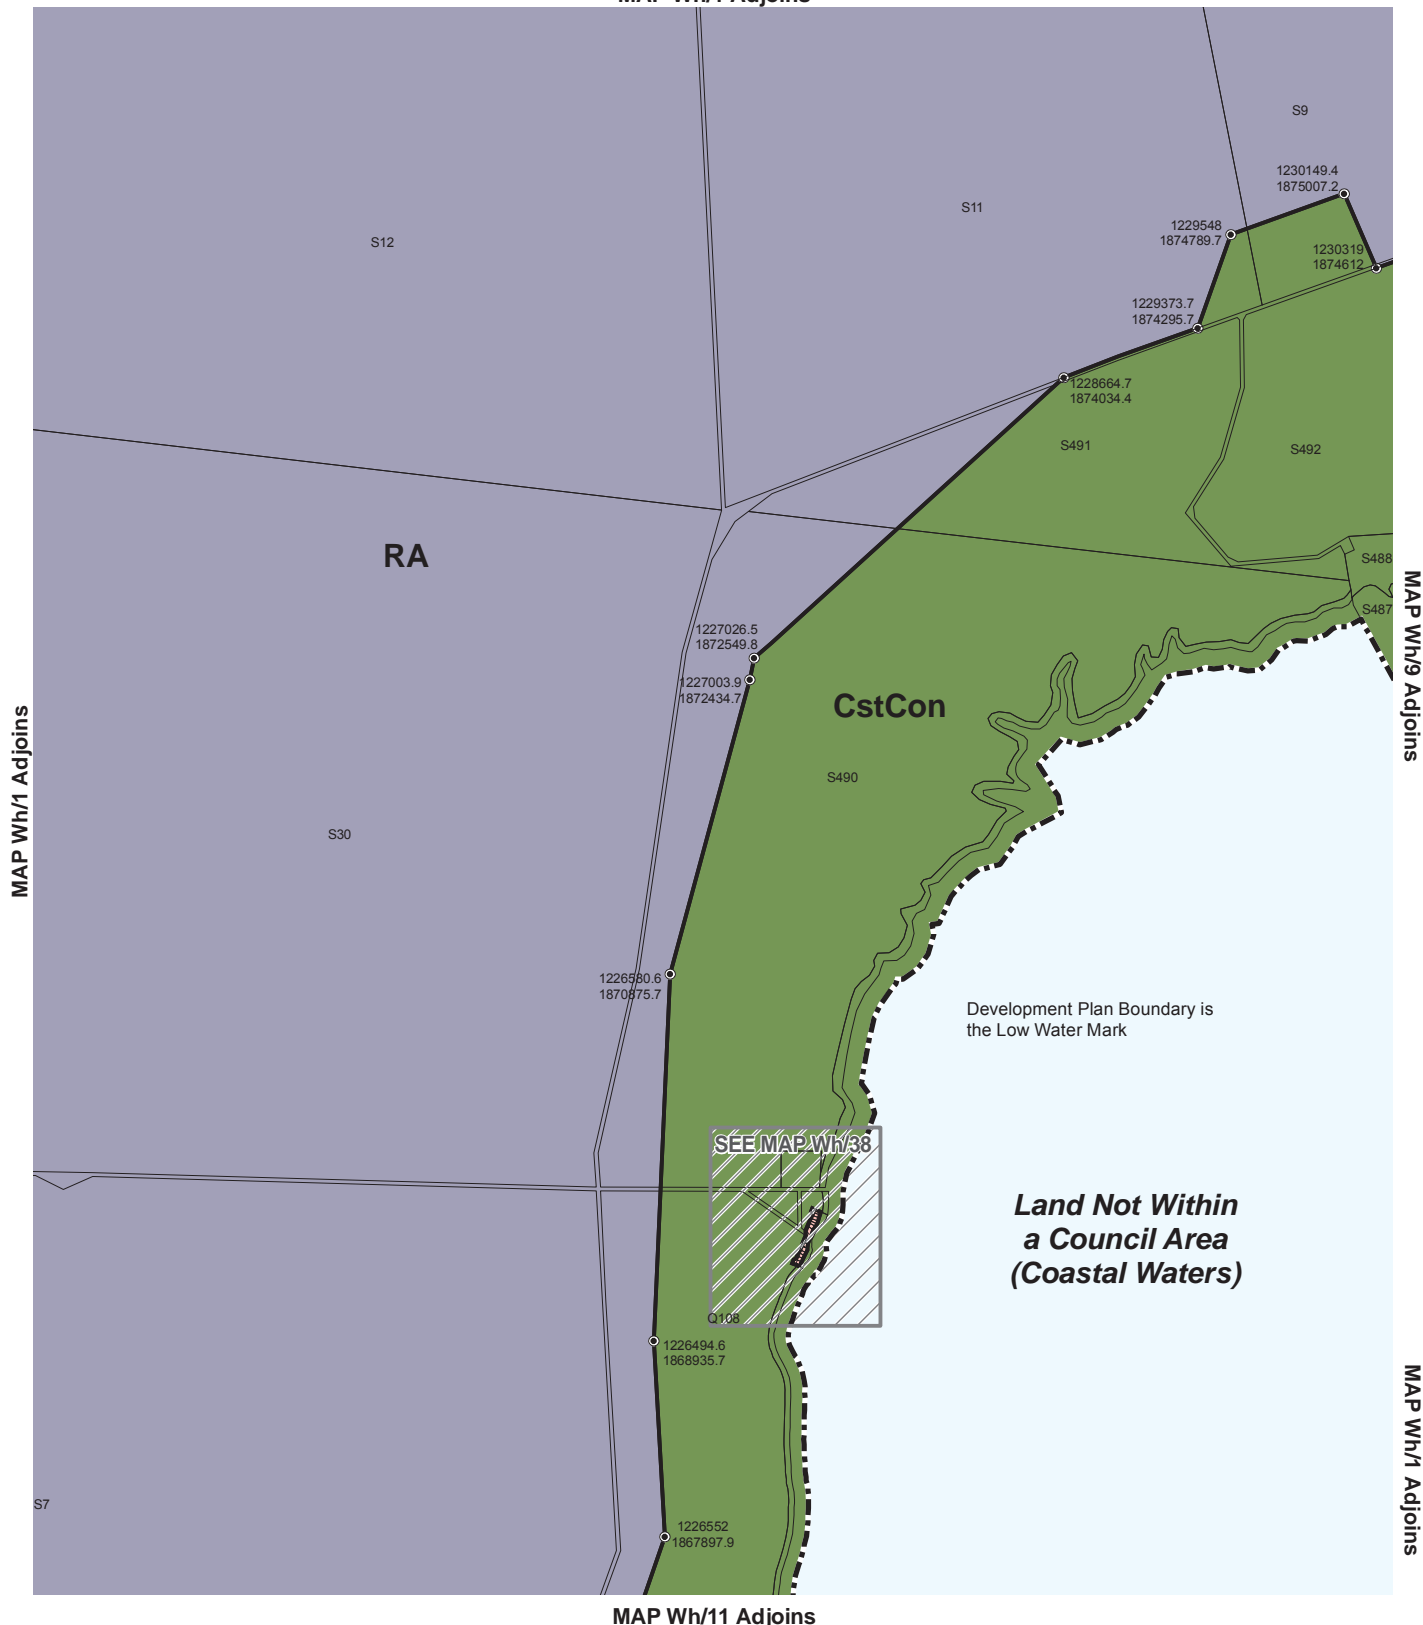 MAP Wh/1 Adjoins
S9
1230149.4
1875007.2
S11
S12
1229548
1874789.7
1230319
1874612
1229373.7
1874295.7
1228664.7
1874034.4
S491
S492
RA
S488
S487
MAP Wh/9 Adjoins
1227026.5
1872549.8
1227003.9
1872434.7
CstCon
S490
MAP Wh/1 Adjoins
S30
1226580.6
1870875.7
Development Plan Boundary is
the Low Water Mark
SEE MAP Wh/38
Land Not Within
a Council Area
(Coastal Waters)
Q108
1226494.6
1868935.7
MAP Wh/1 Adjoins
S7
1226552
1867897.9
MAP Wh/11 Adjoins